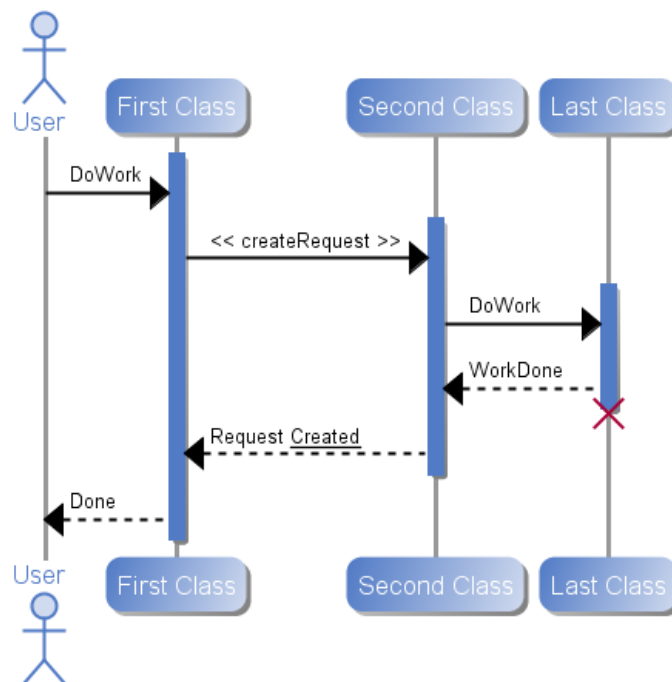 User
First Class
Second Class
Last Class
DoWork
<< createRequest >>
DoWork
WorkDone
Request Created
Done
User
First Class
Second Class
Last Class